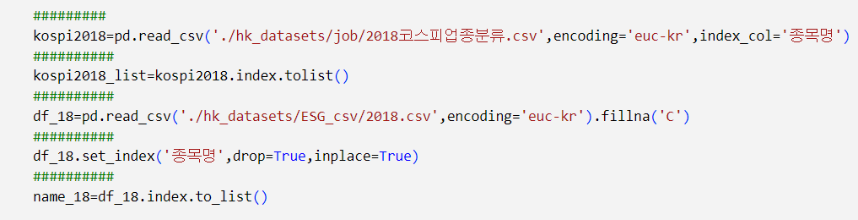 #########
kospi2018=pd.read_csv('./hk_datasets/job/2018코스피업종분류.csv',encoding='euc-kr',index_col='종목명')
##########
kospi2018_list=kospi2018.index.tolist()
##########
df_18=pd.read_csv('./hk_datasets/ESG_csv/2018.csv',encoding='euc-kr').fillna('C')
##########
df_18.set_index('종목명',drop=True,inplace=True)
##########
name_18=df_18.index.to_list()